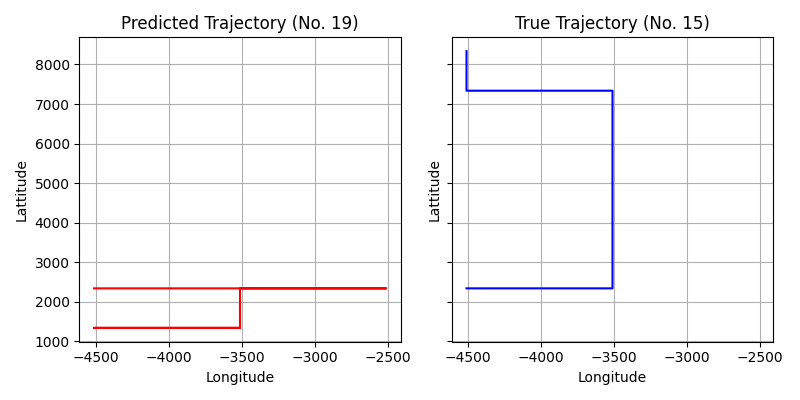 Predicted Trajectory (No. 19)
True Trajectory (No. 15)
Lattitude
8000
7000
6000
5000
4000
3000
2000
1000
−4500 −4000 −3500 −3000 −2500
Longitude
Lattitude
−4500 −4000 −3500 −3000 −2500
Longitude